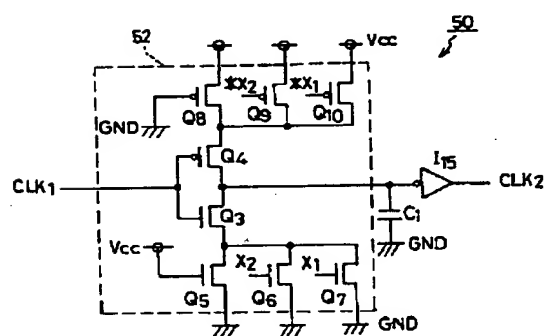 52
50
Vcc
*X2
*X1
Q8
Q9
Q10
GND
Q4
I15
CLK1
CLK2
Q3
C1
Vcc
GND
X2
X1
Q5
Q6
Q7
GND